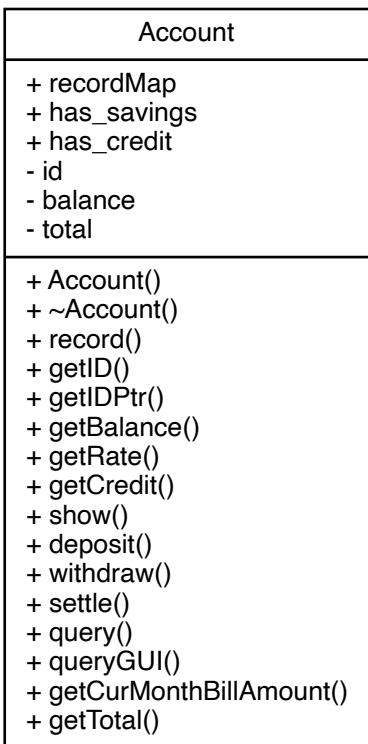 Account
+ recordMap
+ has_savings
+ has_credit
- id
- balance
- total
+ Account()
+ ~Account()
+ record()
+ getID()
+ getIDPtr()
+ getBalance()
+ getRate()
+ getCredit()
+ show()
+ deposit()
+ withdraw()
+ settle()
+ query()
+ queryGUI()
+ getCurMonthBillAmount()
+ getTotal()